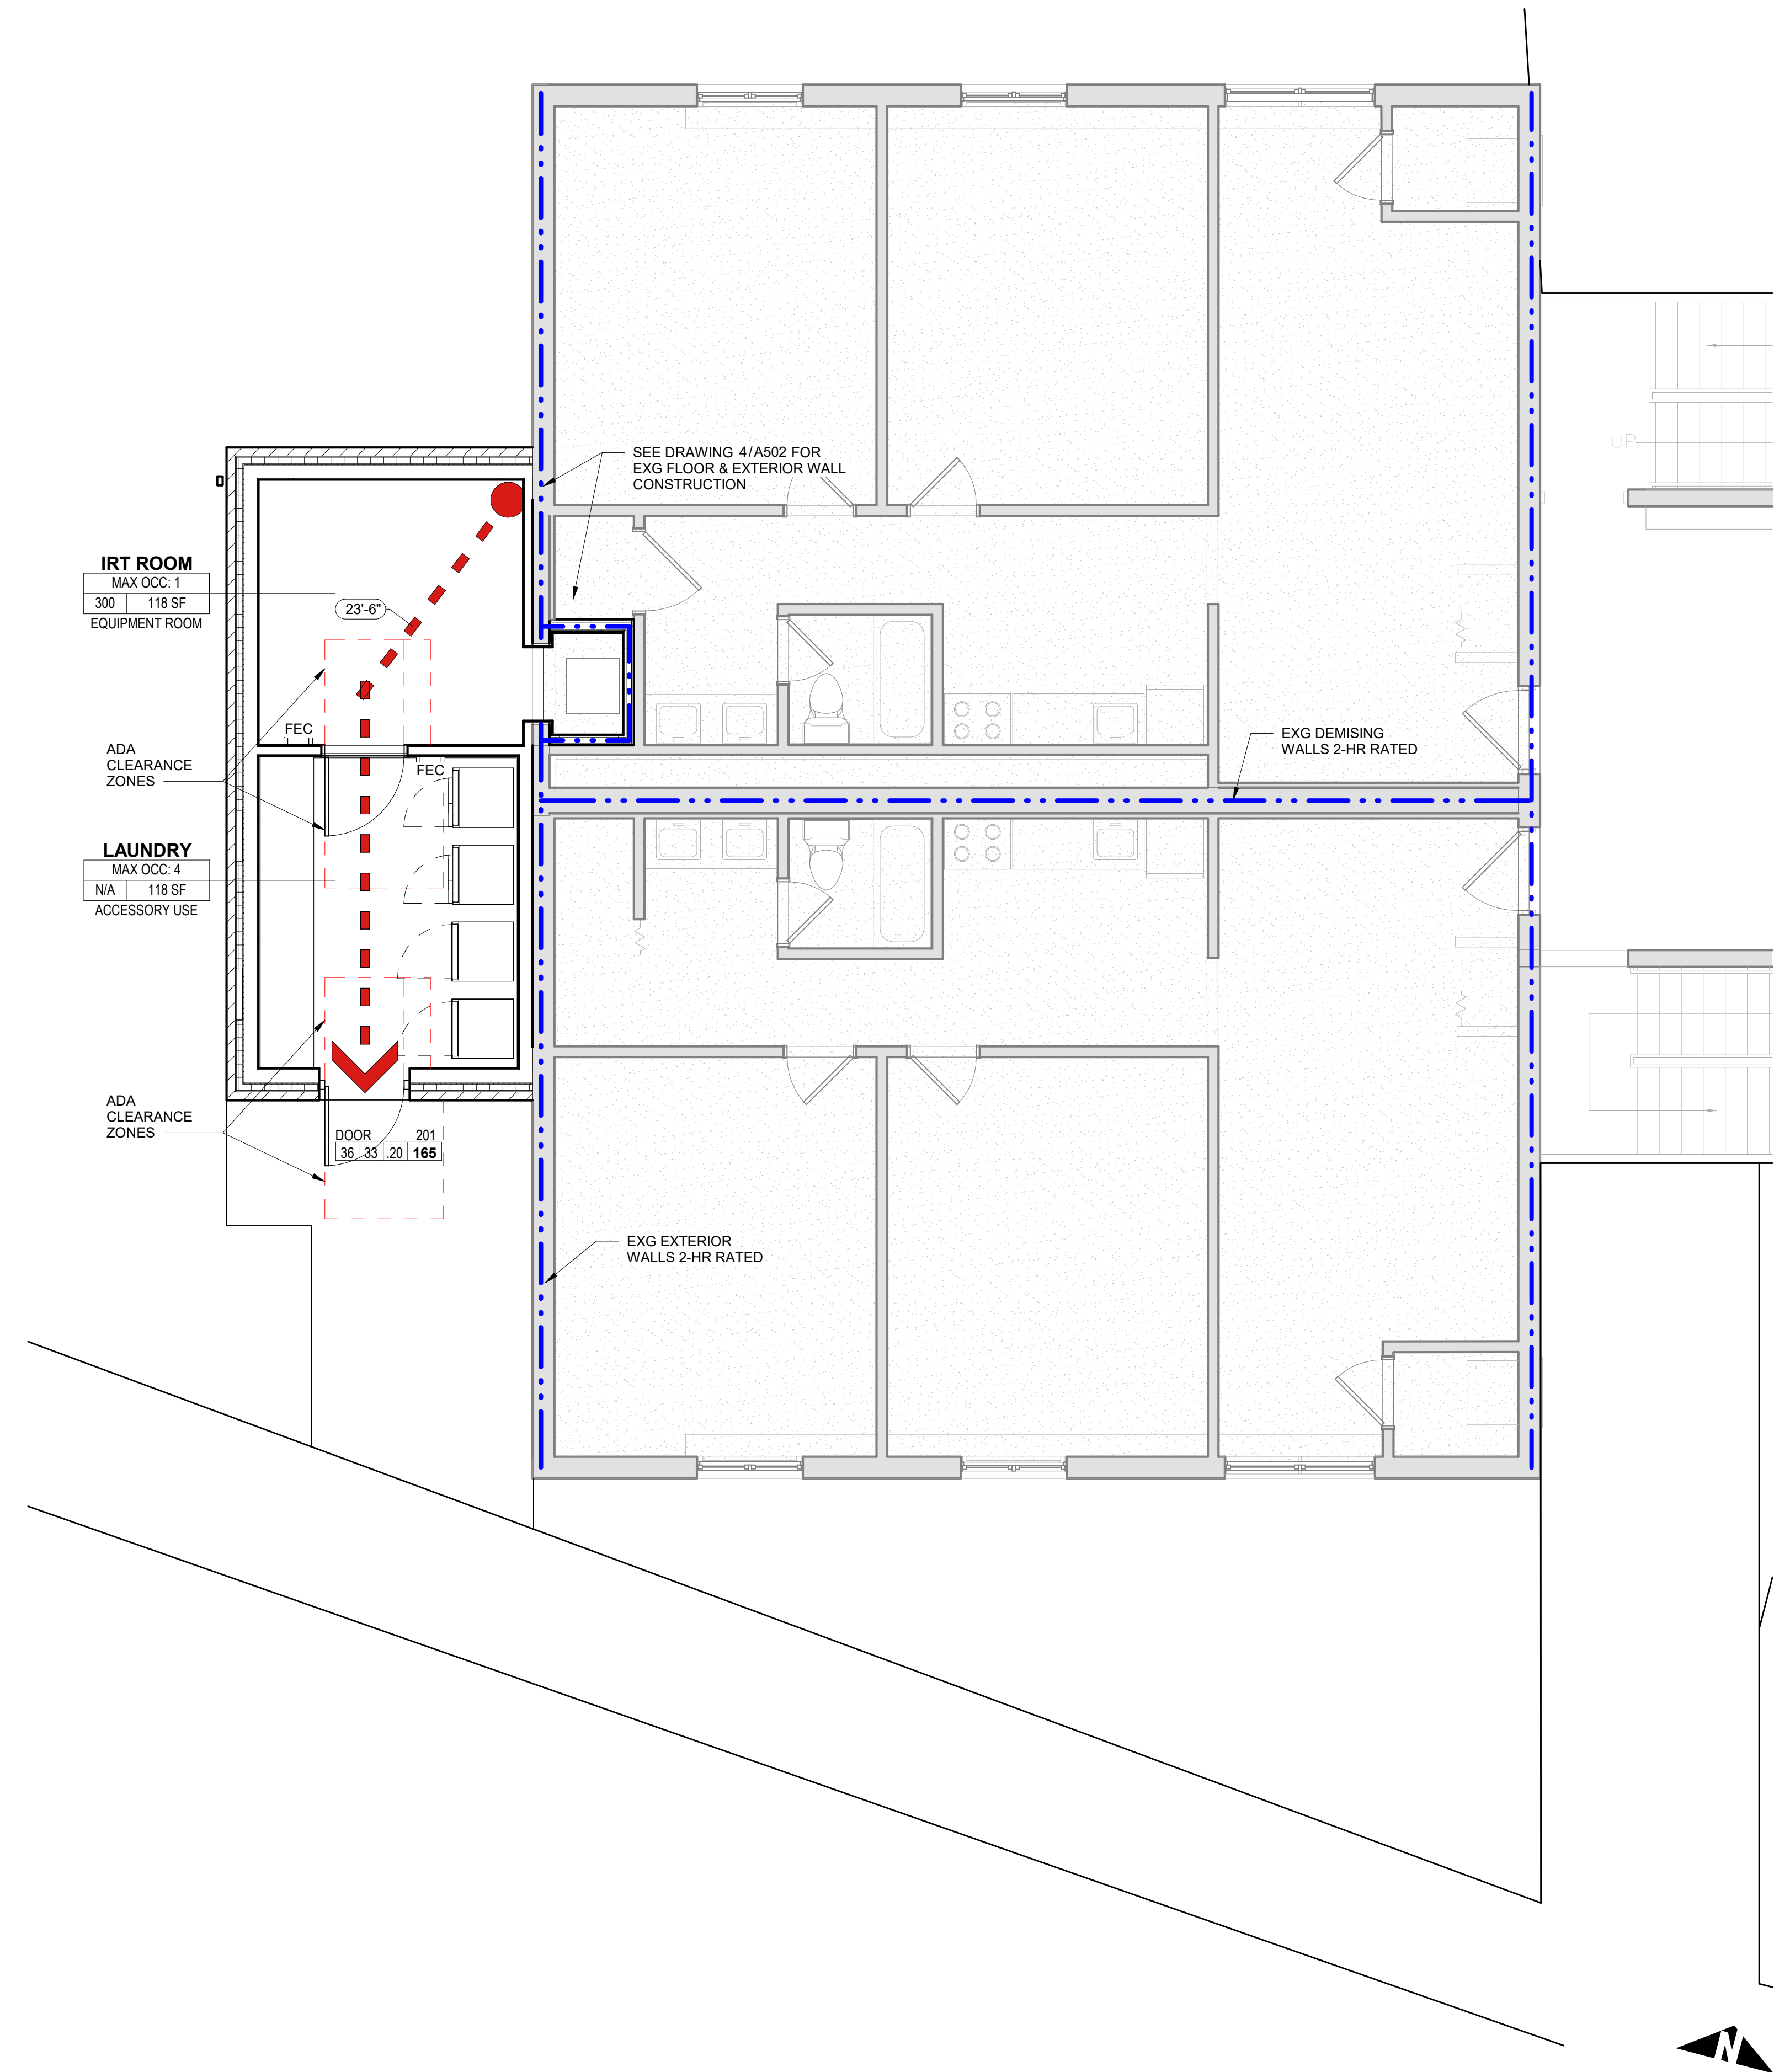 SEE DRAWING 4/A502 FOR
EXG FLOOR & EXTERIOR WALL
CONSTRUCTION
UP
IRT ROOM
MAX OCC: 1
300 118 SF
EQUIPMENT ROOM
23'-6"
FEC
ADA
CLEARANCE
ZONES
FEC
EXG DEMISING
WALLS 2-HR RATED
LAUNDRY
MAX OCC: 4
N/A 118 SF
ACCESSORY USE
ADA
CLEARANCE
ZONES
DOOR 201
36 33 .20 165
EXG EXTERIOR
WALLS 2-HR RATED
N